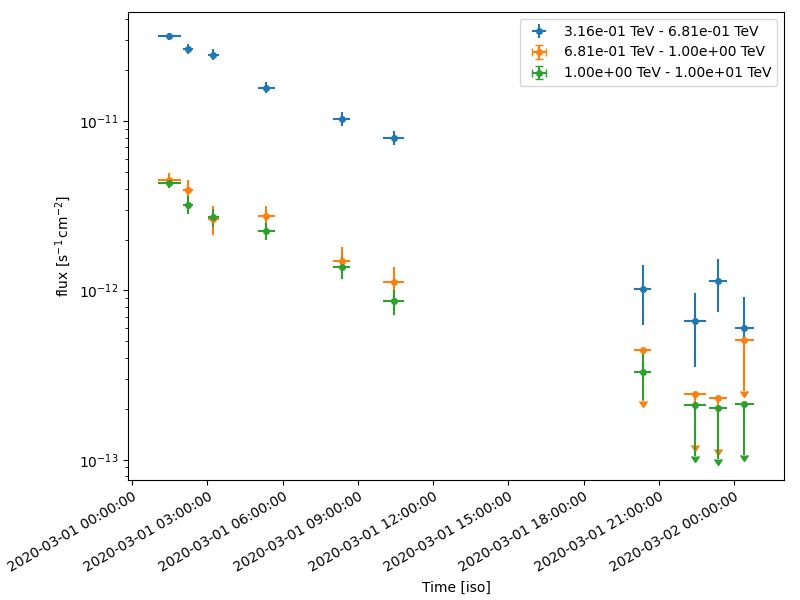 3.16e-01 TeV - 6.81e-01 TeV
6.81e-01 TeV - 1.00e+00 TeV
1.00e+00 TeV - 1.00e+01 TeV
flux [s⁻¹ cm⁻²]
10⁻¹¹
10⁻¹²
10⁻¹³
2020-03-01 00:00:00
2020-03-01 03:00:00
2020-03-01 06:00:00
2020-03-01 09:00:00
2020-03-01 12:00:00
2020-03-01 15:00:00
2020-03-01 18:00:00
2020-03-01 21:00:00
2020-03-02 00:00:00
Time [iso]